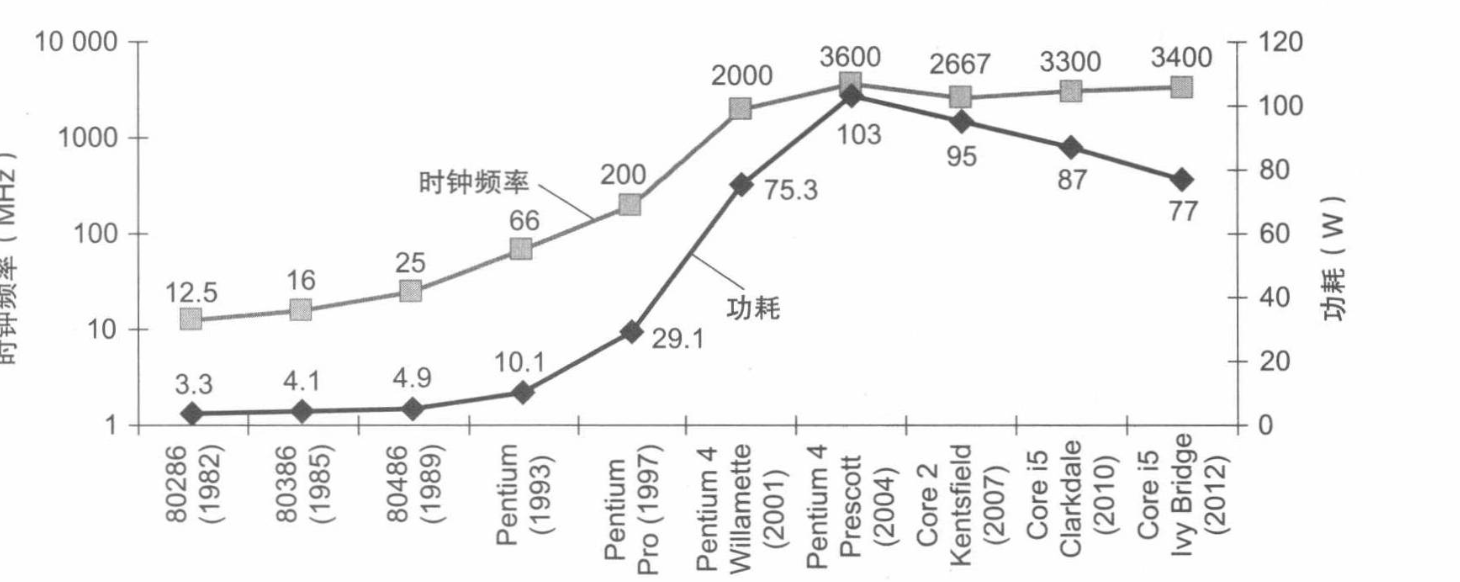 10 000
1000
100
10
1
时钟频率（MHz）
120
100
80
60
40
20
0
功耗（W）
12.5
16
25
66
200
2000
3600
2667
3300
3400
时钟频率
3.3
4.1
4.9
10.1
29.1
75.3
103
95
87
77
功耗
80286
(1982)
80386
(1985)
80486
(1989)
Pentium
(1993)
Pentium
Pro (1997)
Pentium 4
Willamette
(2001)
Pentium 4
Prescott
(2004)
Core 2
Kentsfield
(2007)
Core i5
Clarkdale
(2010)
Core i5
Ivy Bridge
(2012)